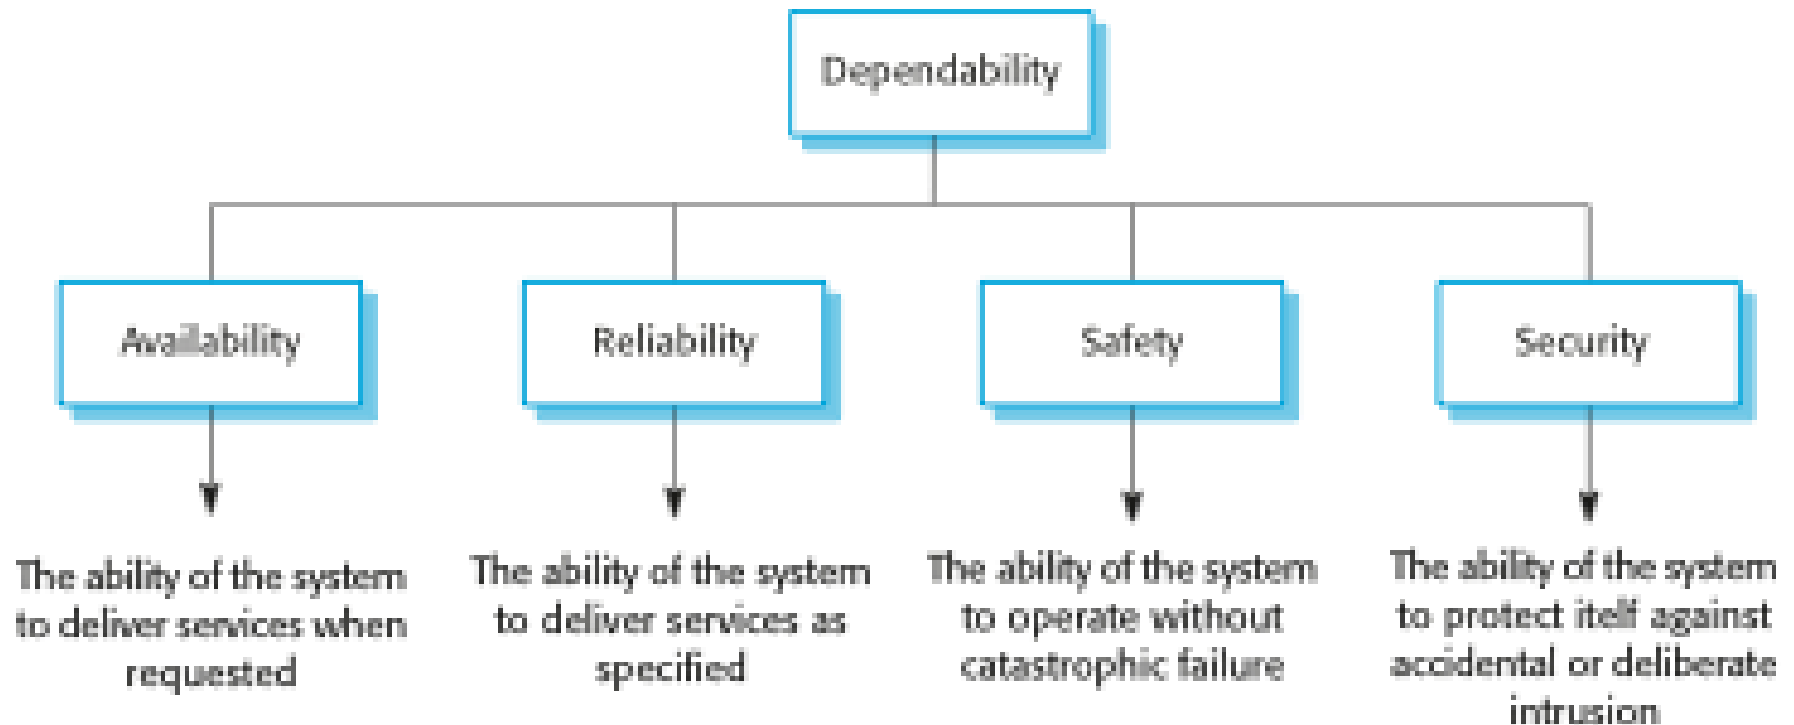 Dependability
Availability
Reliability
Safety
Security
The ability of the system
to deliver services when
requested
The ability of the system
to deliver services as
specified
The ability of the system
to operate without
catastrophic failure
The ability of the system
to protect itelf against
accidental or deliberate
intrusion